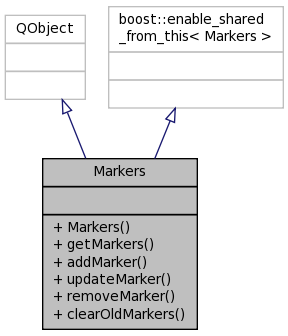 QObject
boost::enable_shared
_from_this< Markers >
Markers
+ Markers()
+ getMarkers()
+ addMarker()
+ updateMarker()
+ removeMarker()
+ clearOldMarkers()